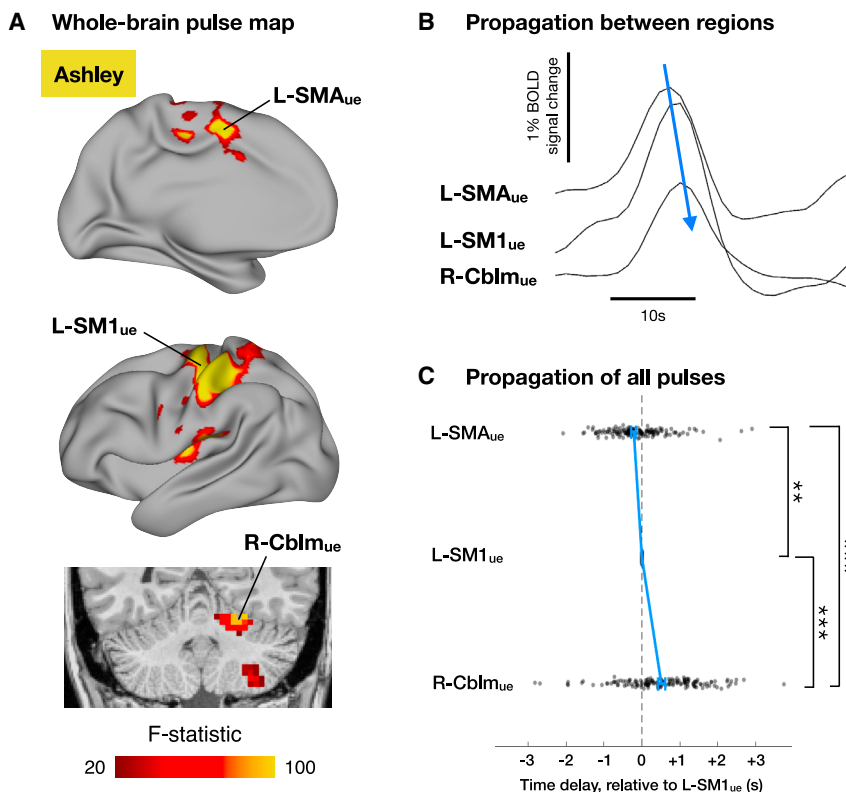 A Whole-brain pulse map
Ashley
L-SMAue
L-SM1ue
R-Cblmue
F-statistic
20 100
B Propagation between regions
1% BOLD
signal change
L-SMAue
L-SM1ue
R-Cblmue
10s
C Propagation of all pulses
L-SMAue
**
L-SM1ue
***
R-Cblmue
-3 -2 -1 0 +1 +2 +3
Time delay, relative to L-SM1ue (s)